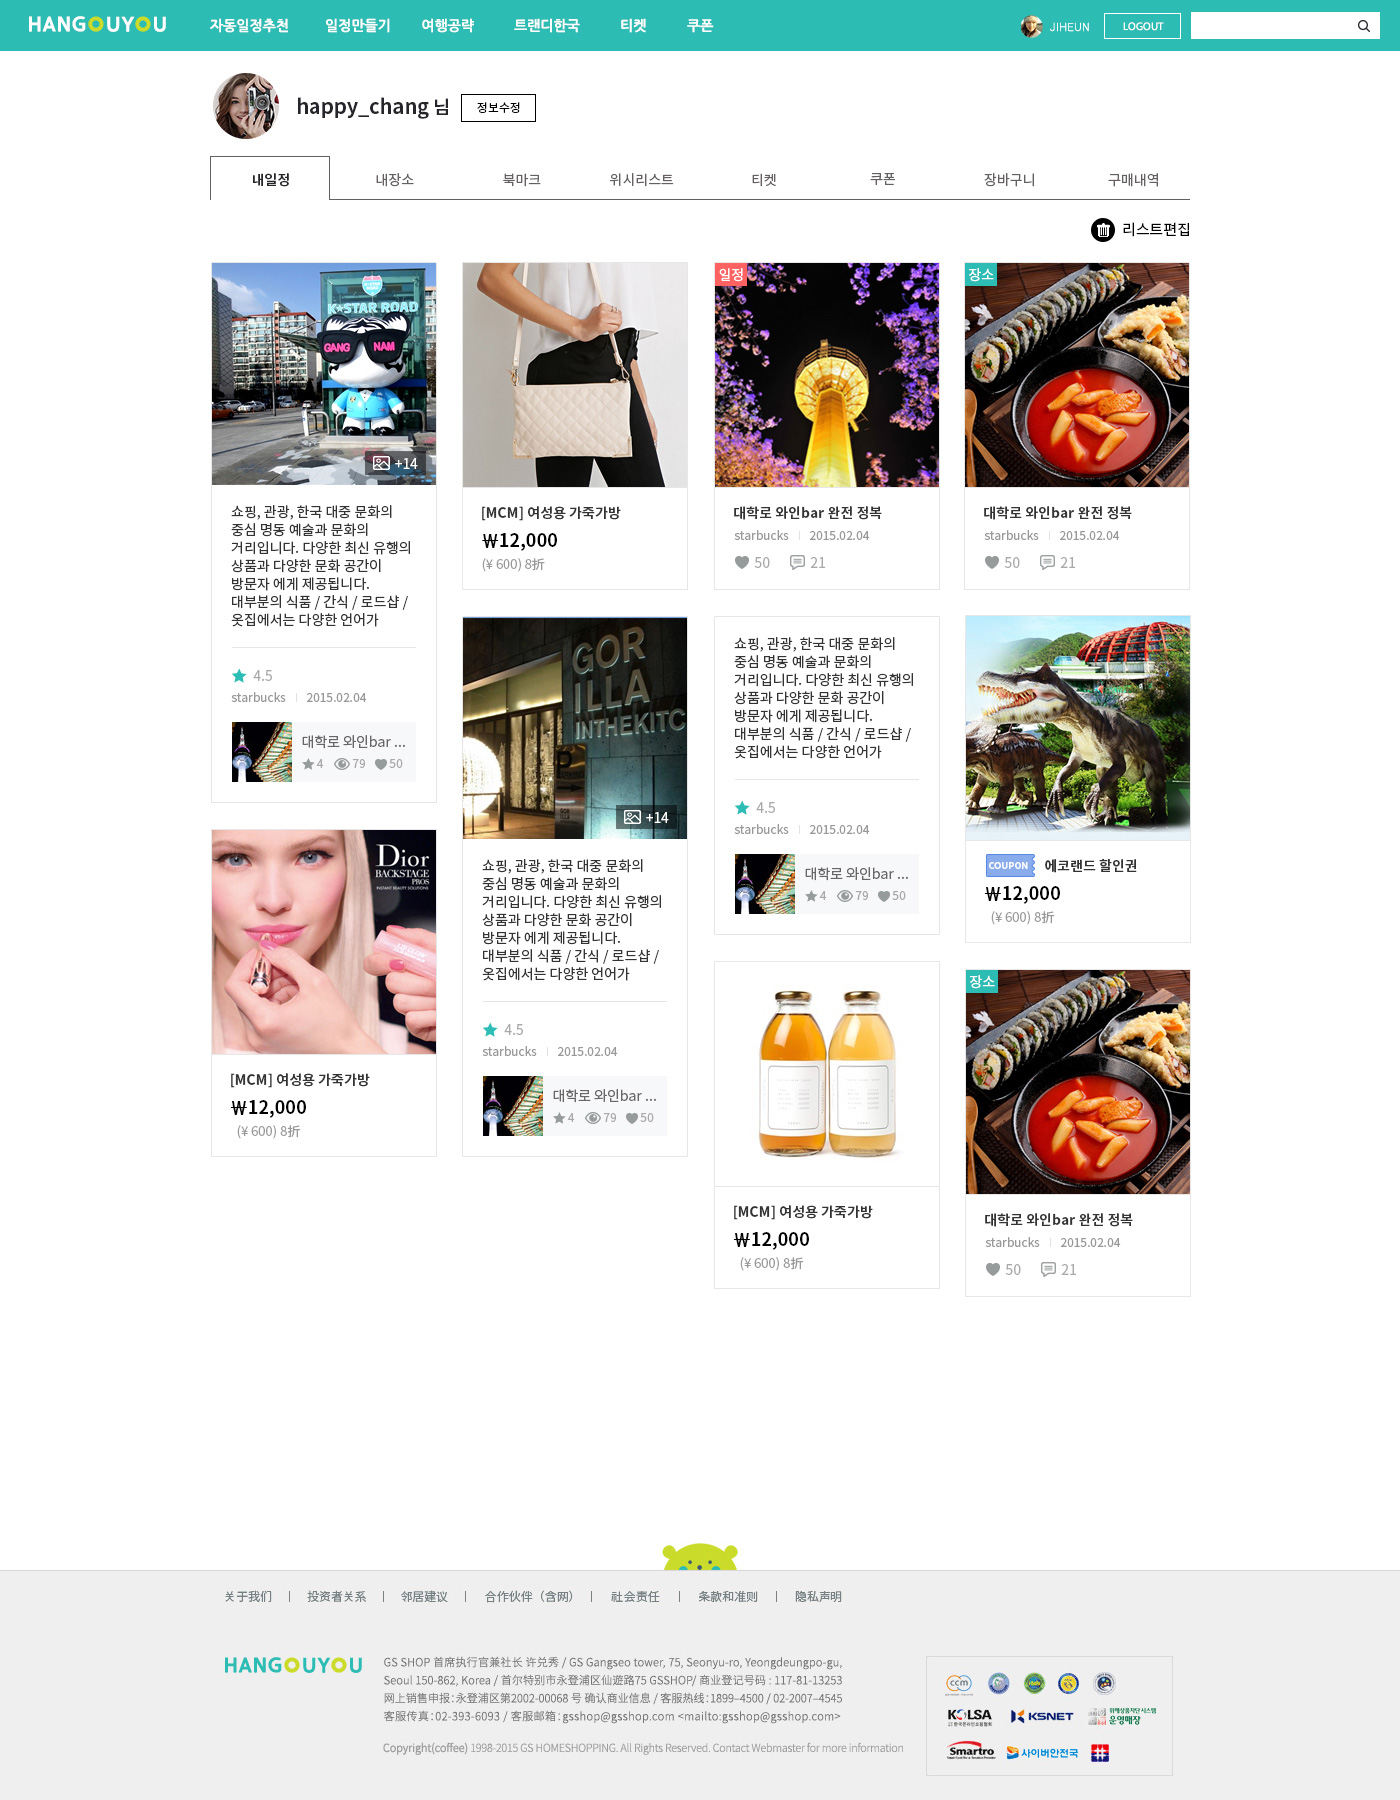 HANGOUYOU
자동일정추천 일정만들기 여행공략 트랜디한국 티켓 쿠폰
JIHEUN LOGOUT
happy_chang 님 정보수정
내일정 내장소 북마크 위시리스트 티켓 쿠폰 장바구니 구매내역
리스트편집
K★STAR ROAD
GANG NAM
+14
쇼핑, 관광, 한국 대중 문화의
중심 명동 예술과 문화의
거리입니다. 다양한 최신 유행의
상품과 다양한 문화 공간이
방문자 에게 제공됩니다.
대부분의 식품 / 간식 / 로드샵 /
옷집에서는 다양한 언어가
4.5
starbucks 2015.02.04
대학로 와인bar ...
4 79 50
Dior
BACKSTAGE
PROS
INSTANT BEAUTY SOLUTIONS
[MCM] 여성용 가죽가방
₩12,000
(¥ 600) 8折
[MCM] 여성용 가죽가방
₩12,000
(¥ 600) 8折
GOR
ILLA
INTHEKITC
+14
쇼핑, 관광, 한국 대중 문화의
중심 명동 예술과 문화의
거리입니다. 다양한 최신 유행의
상품과 다양한 문화 공간이
방문자 에게 제공됩니다.
대부분의 식품 / 간식 / 로드샵 /
옷집에서는 다양한 언어가
4.5
starbucks 2015.02.04
대학로 와인bar ...
4 79 50
일정
대학로 와인bar 완전 정복
starbucks 2015.02.04
50 21
쇼핑, 관광, 한국 대중 문화의
중심 명동 예술과 문화의
거리입니다. 다양한 최신 유행의
상품과 다양한 문화 공간이
방문자 에게 제공됩니다.
대부분의 식품 / 간식 / 로드샵 /
옷집에서는 다양한 언어가
4.5
starbucks 2015.02.04
대학로 와인bar ...
4 79 50
[MCM] 여성용 가죽가방
₩12,000
(¥ 600) 8折
장소
대학로 와인bar 완전 정복
starbucks 2015.02.04
50 21
COUPON 에코랜드 할인권
₩12,000
(¥ 600) 8折
장소
대학로 와인bar 완전 정복
starbucks 2015.02.04
50 21
关于我们 | 投资者关系 | 邻居建议 | 合作伙伴（含网） | 社会责任 | 条款和准则 | 隐私声明
HANGOUYOU
GS SHOP 首席执行官兼社长 许兑秀 / GS Gangseo tower, 75, Seonyu-ro, Yeongdeungpo-gu,
Seoul 150-862, Korea / 首尔特别市永登浦区仙遊路75 GSSHOP/ 商业登记号码 : 117-81-13253
网上销售申报:永登浦区第2002-00068 号 确认商业信息 / 客服热线:1899–4500 / 02-2007–4545
客服传真:02-393-6093 / 客服邮箱:gsshop@gsshop.com <mailto:gsshop@gsshop.com>
Copyright(coffee) 1998-2015 GS HOMESHOPPING. All Rights Reserved. Contact Webmaster for more information
ccm
KOLSA KSNET 위해상품차단 시스템
운영매장
Smartro 사이버안전국